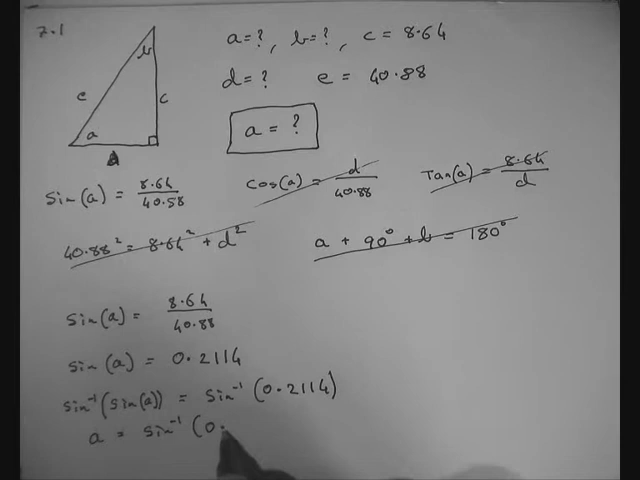 7.1
a = ? , b = ? , c = 8.64
d = ? e = 40.88
a = ?
b
e
c
a
d
sin(a) = 8.64 / 40.58
cos(a) = d / 40.88
Tan(a) = 8.64 / d
40.88² = 8.64² + d²
a + 90° + b = 180°
sin(a) = 8.64 / 40.88
sin(a) = 0.2114
sin⁻¹(sin(a)) = sin⁻¹(0.2114)
a = sin⁻¹(0.